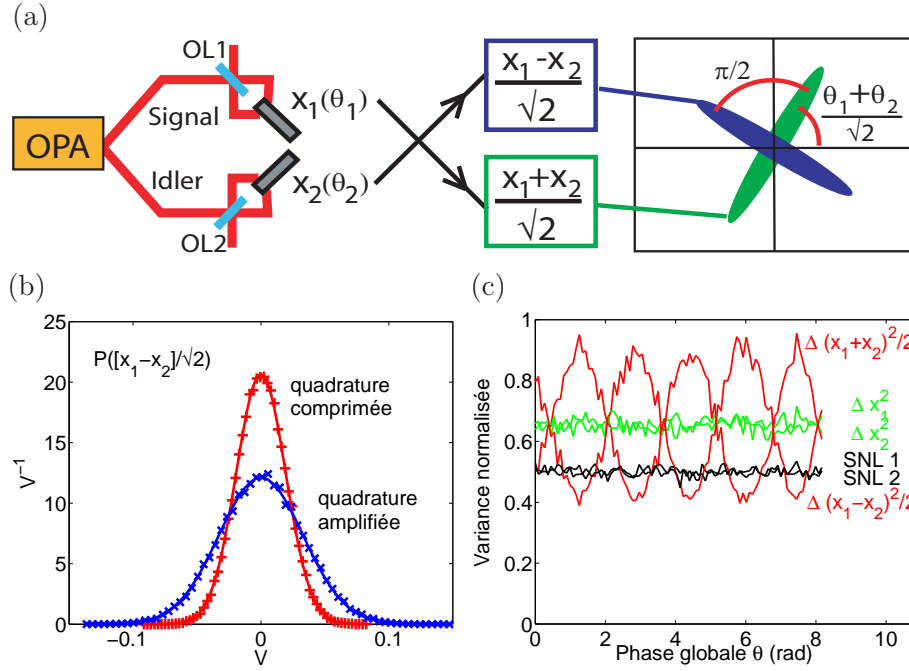 (a)
OL1
Signal
OPA
Idler
OL2
x₁(θ₁)
x₂(θ₂)
x₁-x₂
√2
x₁+x₂
√2
π/2
θ₁+θ₂
√2
(b)
25
20
15
10
5
0
V⁻¹
P([x₁−x₂]/√2)
quadrature
comprimée
quadrature
amplifiée
−0.1
0
0.1
V
(c)
1
0.8
0.6
0.4
0.2
0
Variance normalisée
Δ (x₁+x₂)²/2
Δ x₁²
Δ x₂²
SNL 1
SNL 2
Δ (x₁−x₂)²/2
0
2
4
6
8
10
Phase globale θ (rad)